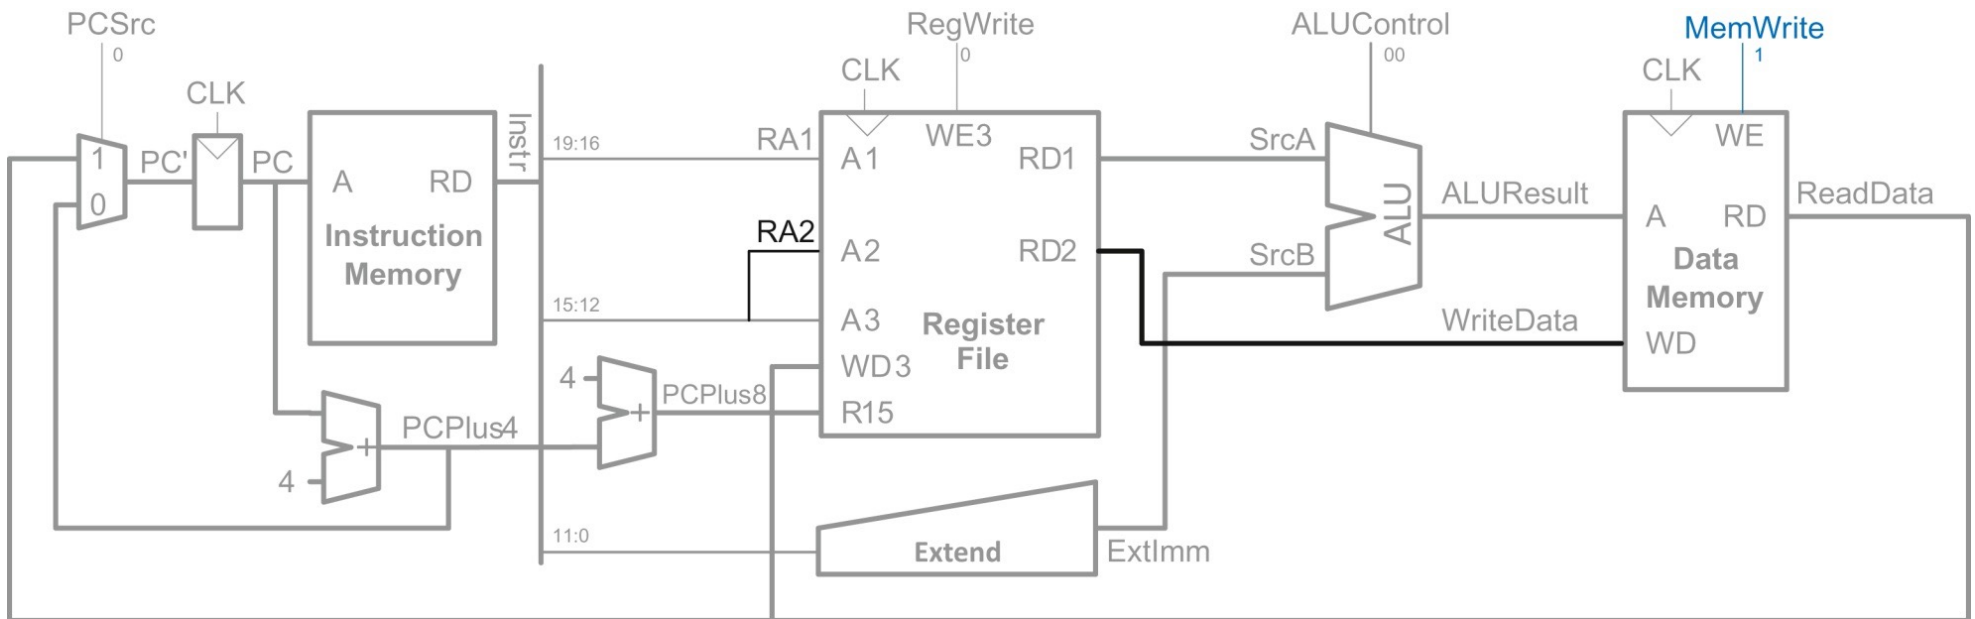 PCSrc
0
RegWrite
0
ALUControl
00
MemWrite
1
CLK
CLK
CLK
1
0
PC'
PC
A
RD
Instruction
Memory
Instr
19:16
RA1
A1
WE3
RD1
SrcA
ALU
ALUResult
WE
A
RD
ReadData
Data
Memory
WD
RA2
A2
RD2
SrcB
15:12
A3
Register
File
WriteData
WD3
4
+
PCPlus8
R15
PCPlus4
+
4
11:0
Extend
ExtImm